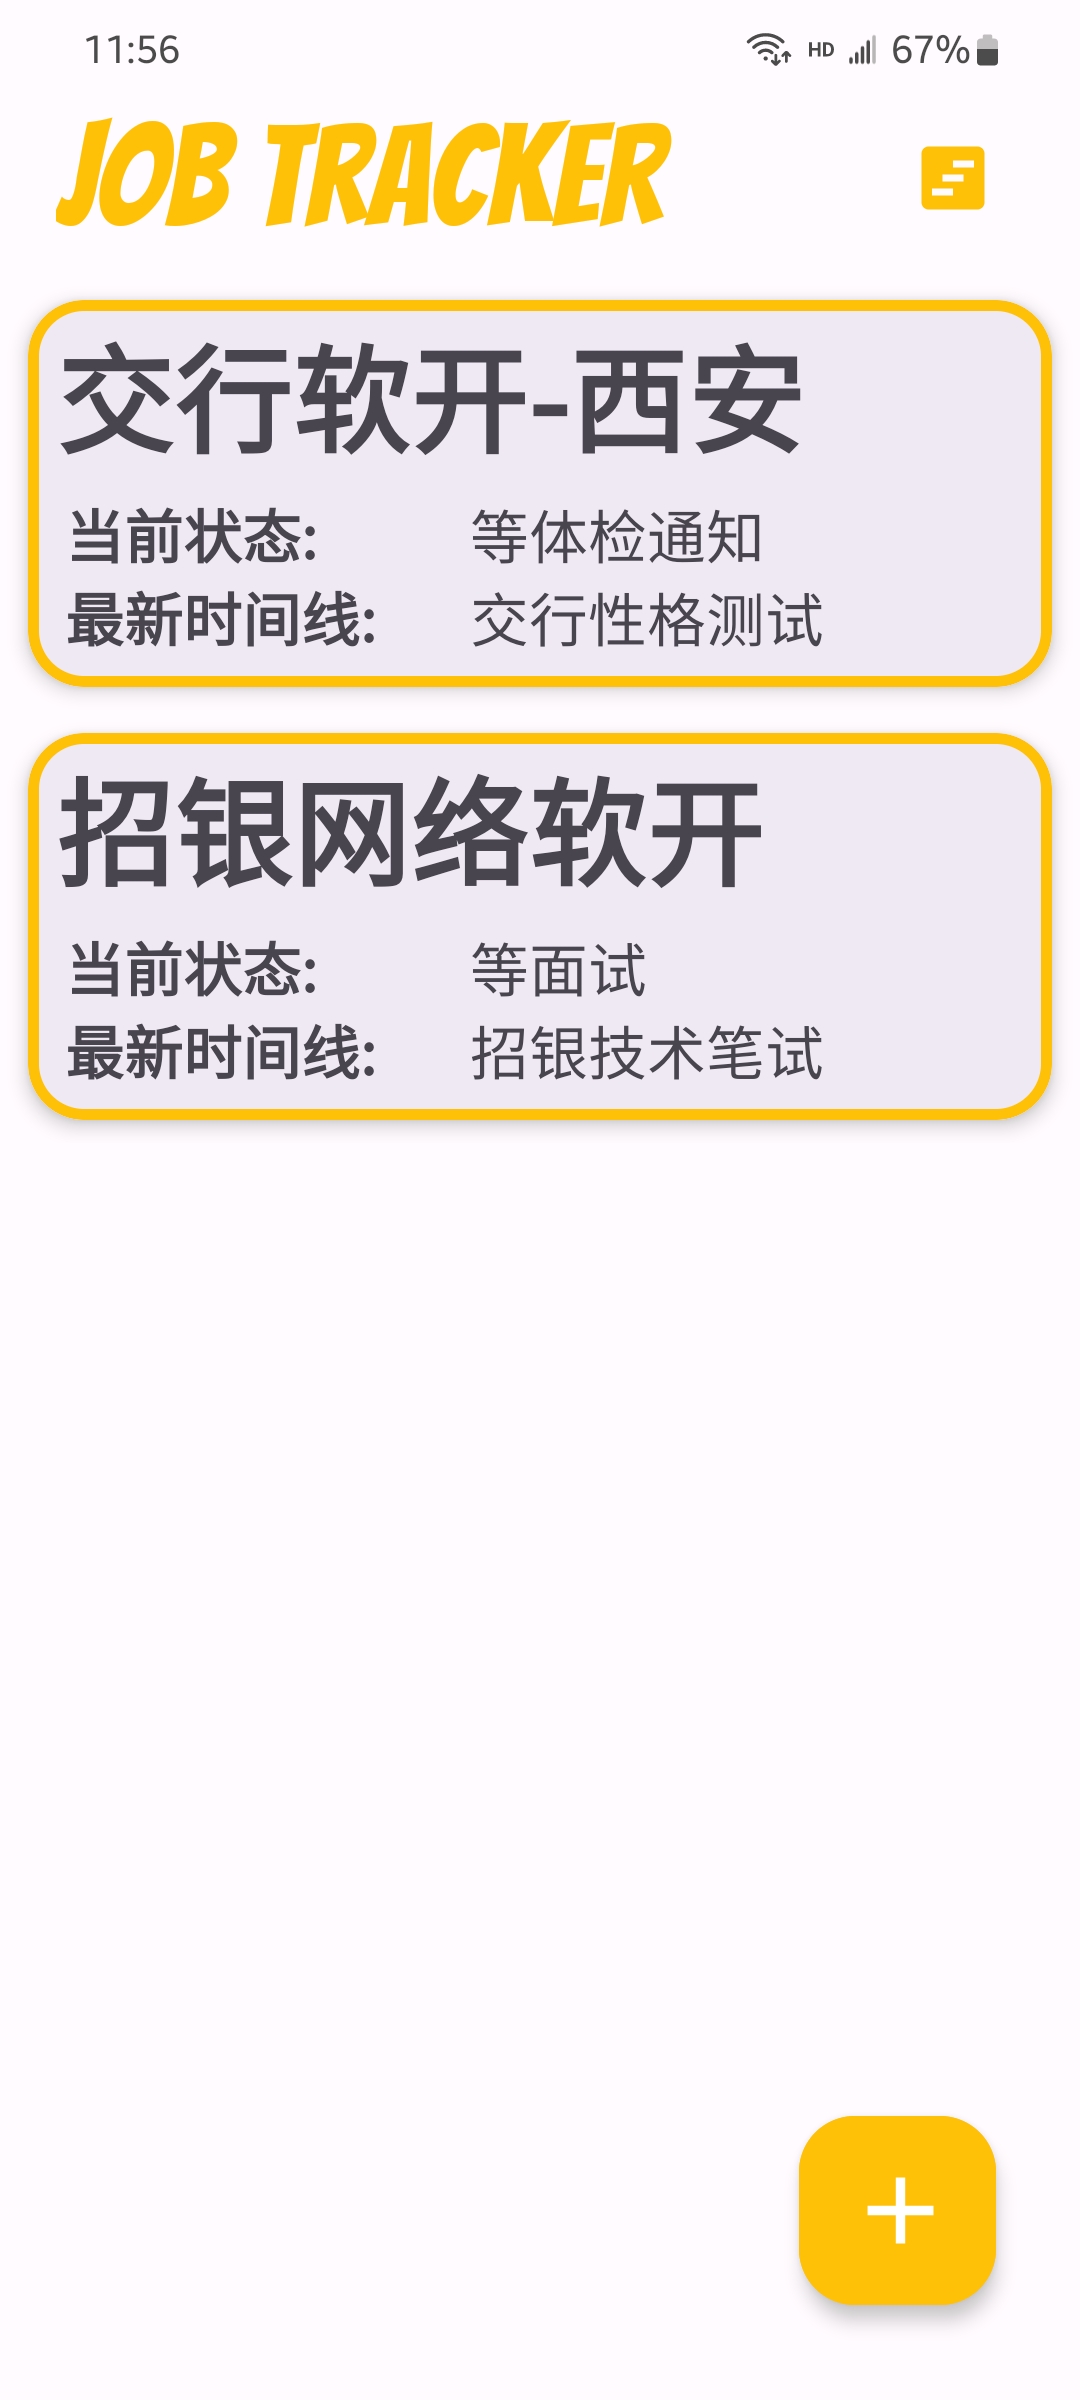 11:56 HD 67%
JOB TRACKER
交行软开-西安
当前状态: 等体检通知
最新时间线: 交行性格测试
招银网络软开
当前状态: 等面试
最新时间线: 招银技术笔试